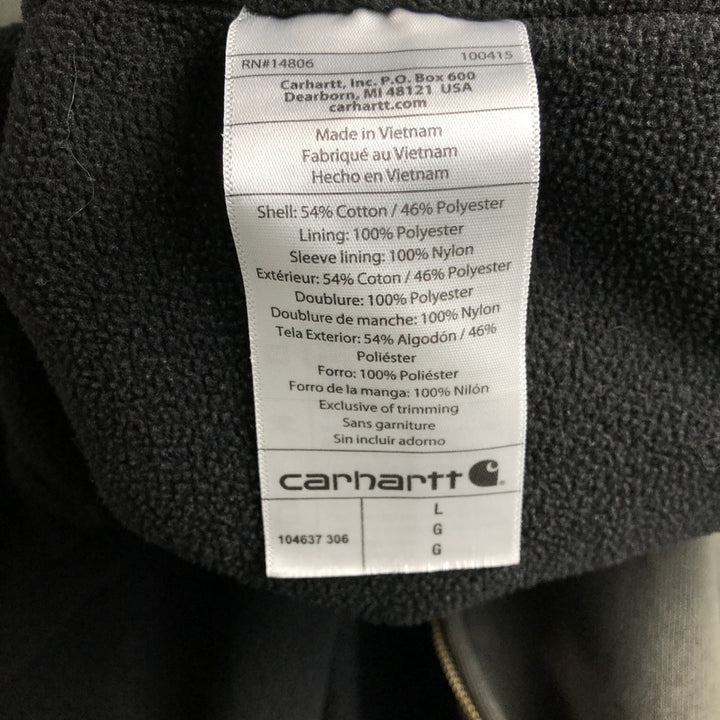 RN#14806 100415
Carhartt, Inc. P.O. Box 600
Dearborn, MI 48121 USA
carhartt.com
Made in Vietnam
Fabriqué au Vietnam
Hecho en Vietnam
Shell: 54% Cotton / 46% Polyester
Lining: 100% Polyester
Sleeve lining: 100% Nylon
Extérieur: 54% Coton / 46% Polyester
Doublure: 100% Polyester
Doublure de manche: 100% Nylon
Tela Exterior: 54% Algodón / 46%
Poliéster
Forro: 100% Poliéster
Forro de la manga: 100% Nilón
Exclusive of trimming
Sans garniture
Sin incluir adorno
carhartt
104637 306
L
G
G